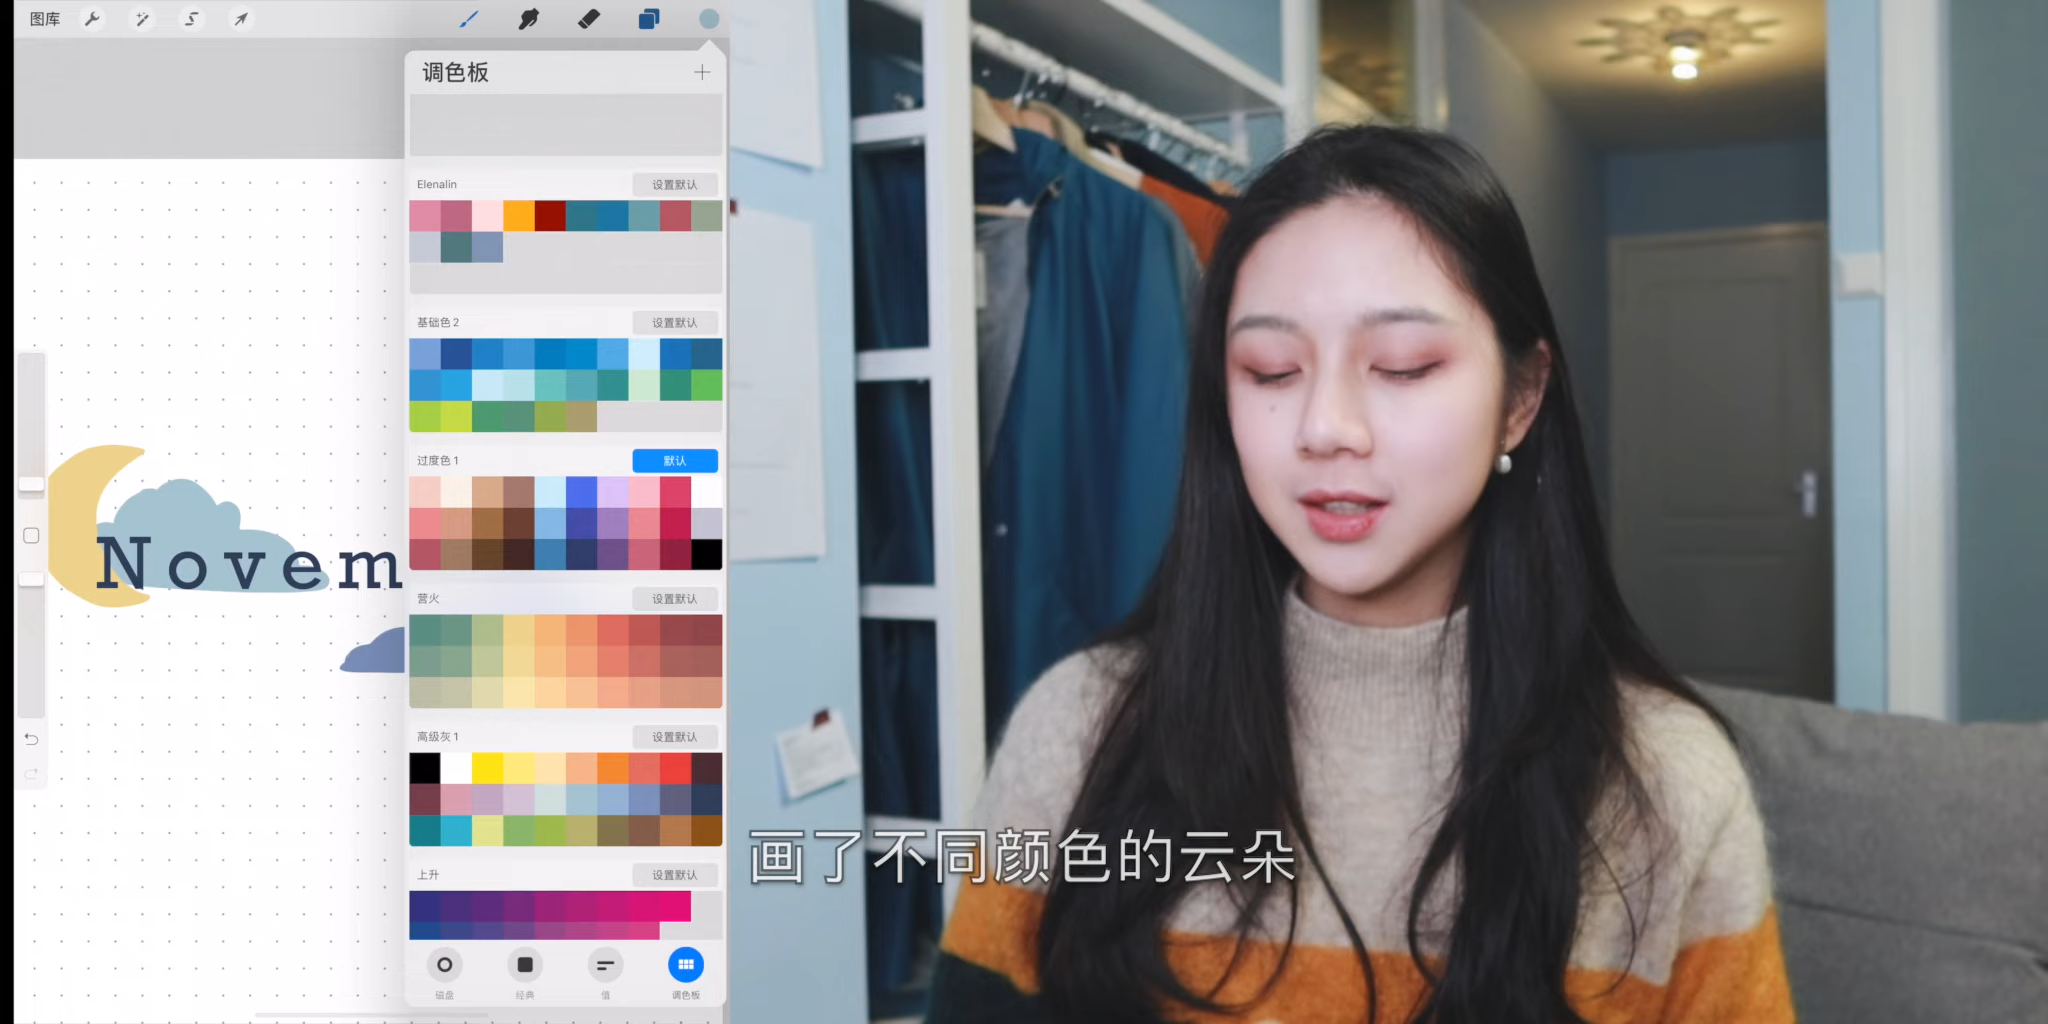 图库
调色板
Elenalin
设置默认
基础色 2
设置默认
过度色 1
默认
营火
设置默认
高级灰 1
设置默认
上升
设置默认
磁盘
经典
值
调色板
Novem
画了不同颜色的云朵